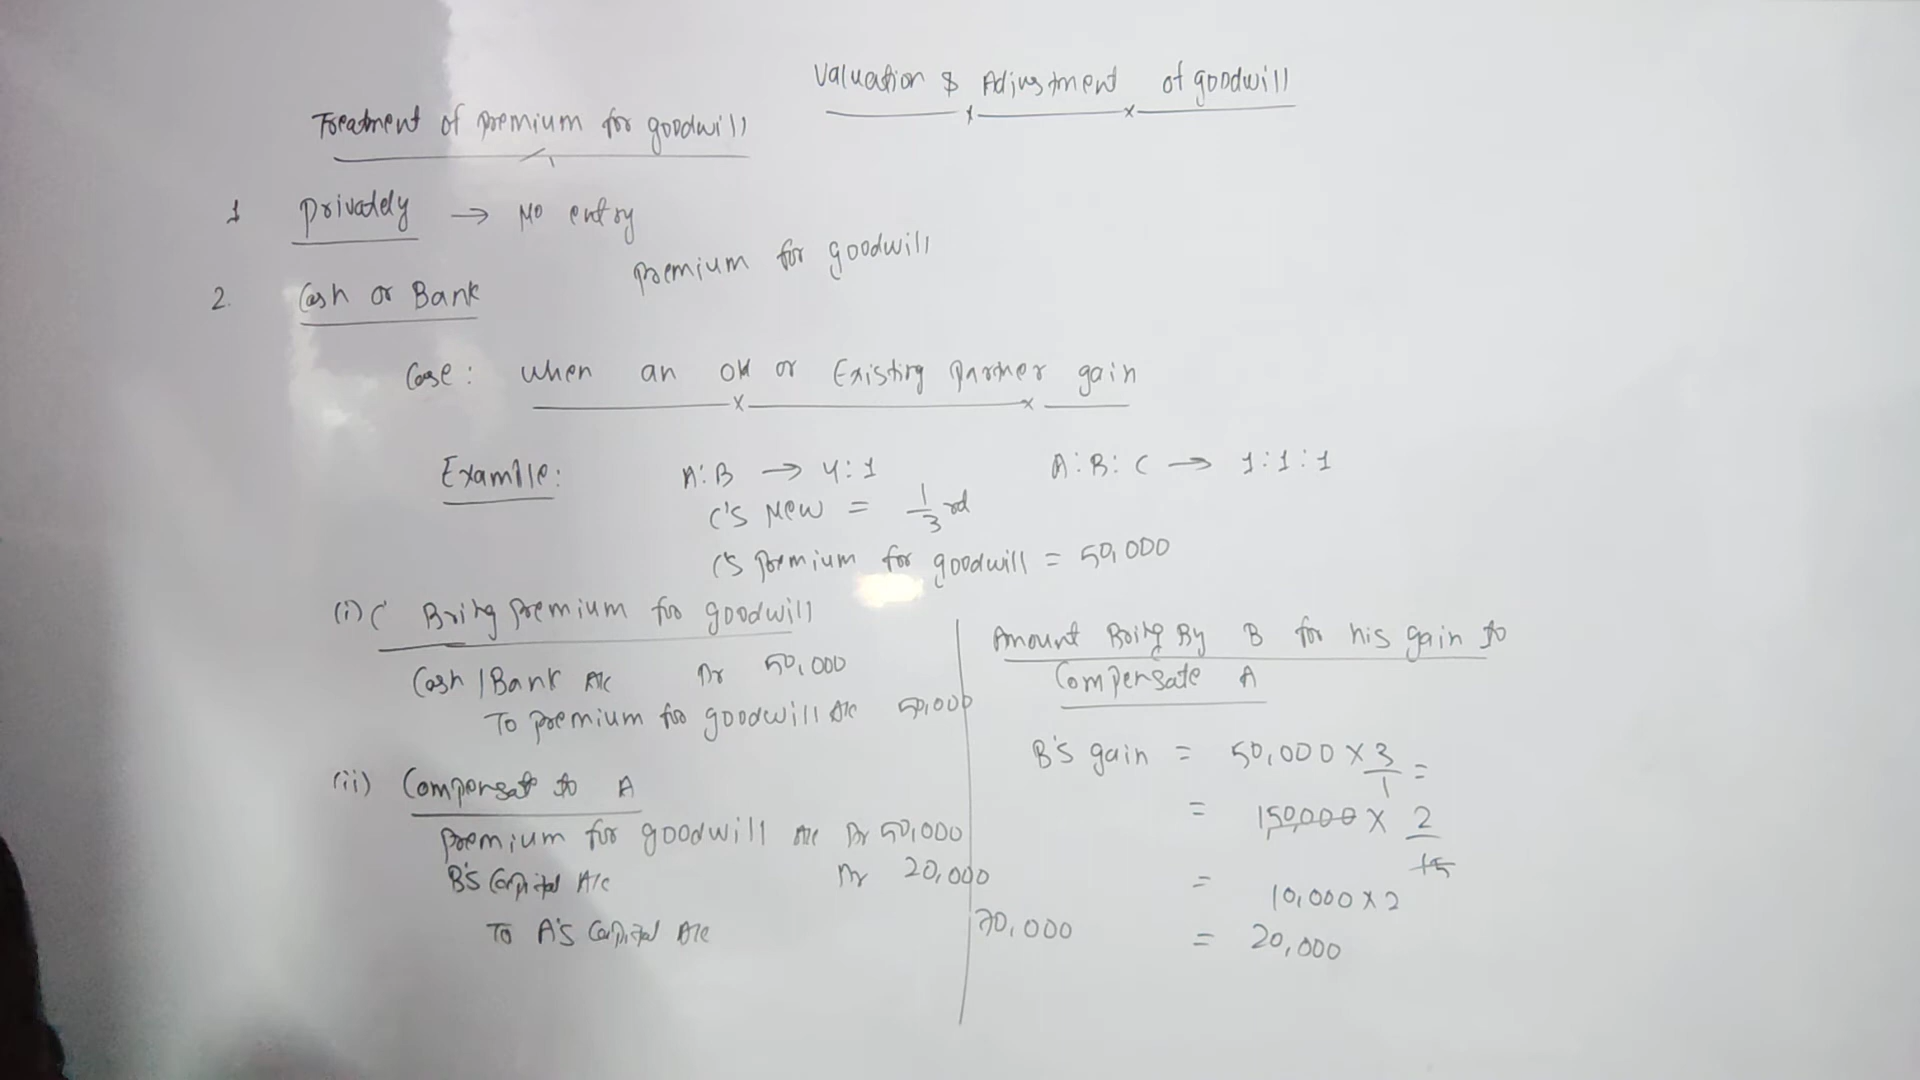 Valuation & Adjustment of goodwill
Treatment of premium for goodwill
1 privately → No entry
premium for goodwill
2. Cash or Bank
Case: when an old or Existing partner gain
Example: A:B → 4:1 A:B:C → 1:1:1
C's New = 1/3 rd
C's premium for goodwill = 50,000
(i) C Bring premium for goodwill
Cash/Bank A/c Dr 50,000
To premium for goodwill A/c 50,000
(ii) Compensat to A
premium for goodwill A/c Dr 50,000
B's Capital A/c Dr 20,000
To A's Capital A/c 70,000
Amount Bring By B for his gain to
Compensate A
B's gain = 50,000 × 3/1 =
= 150,000 × 2/15
= 10,000 × 2
= 20,000